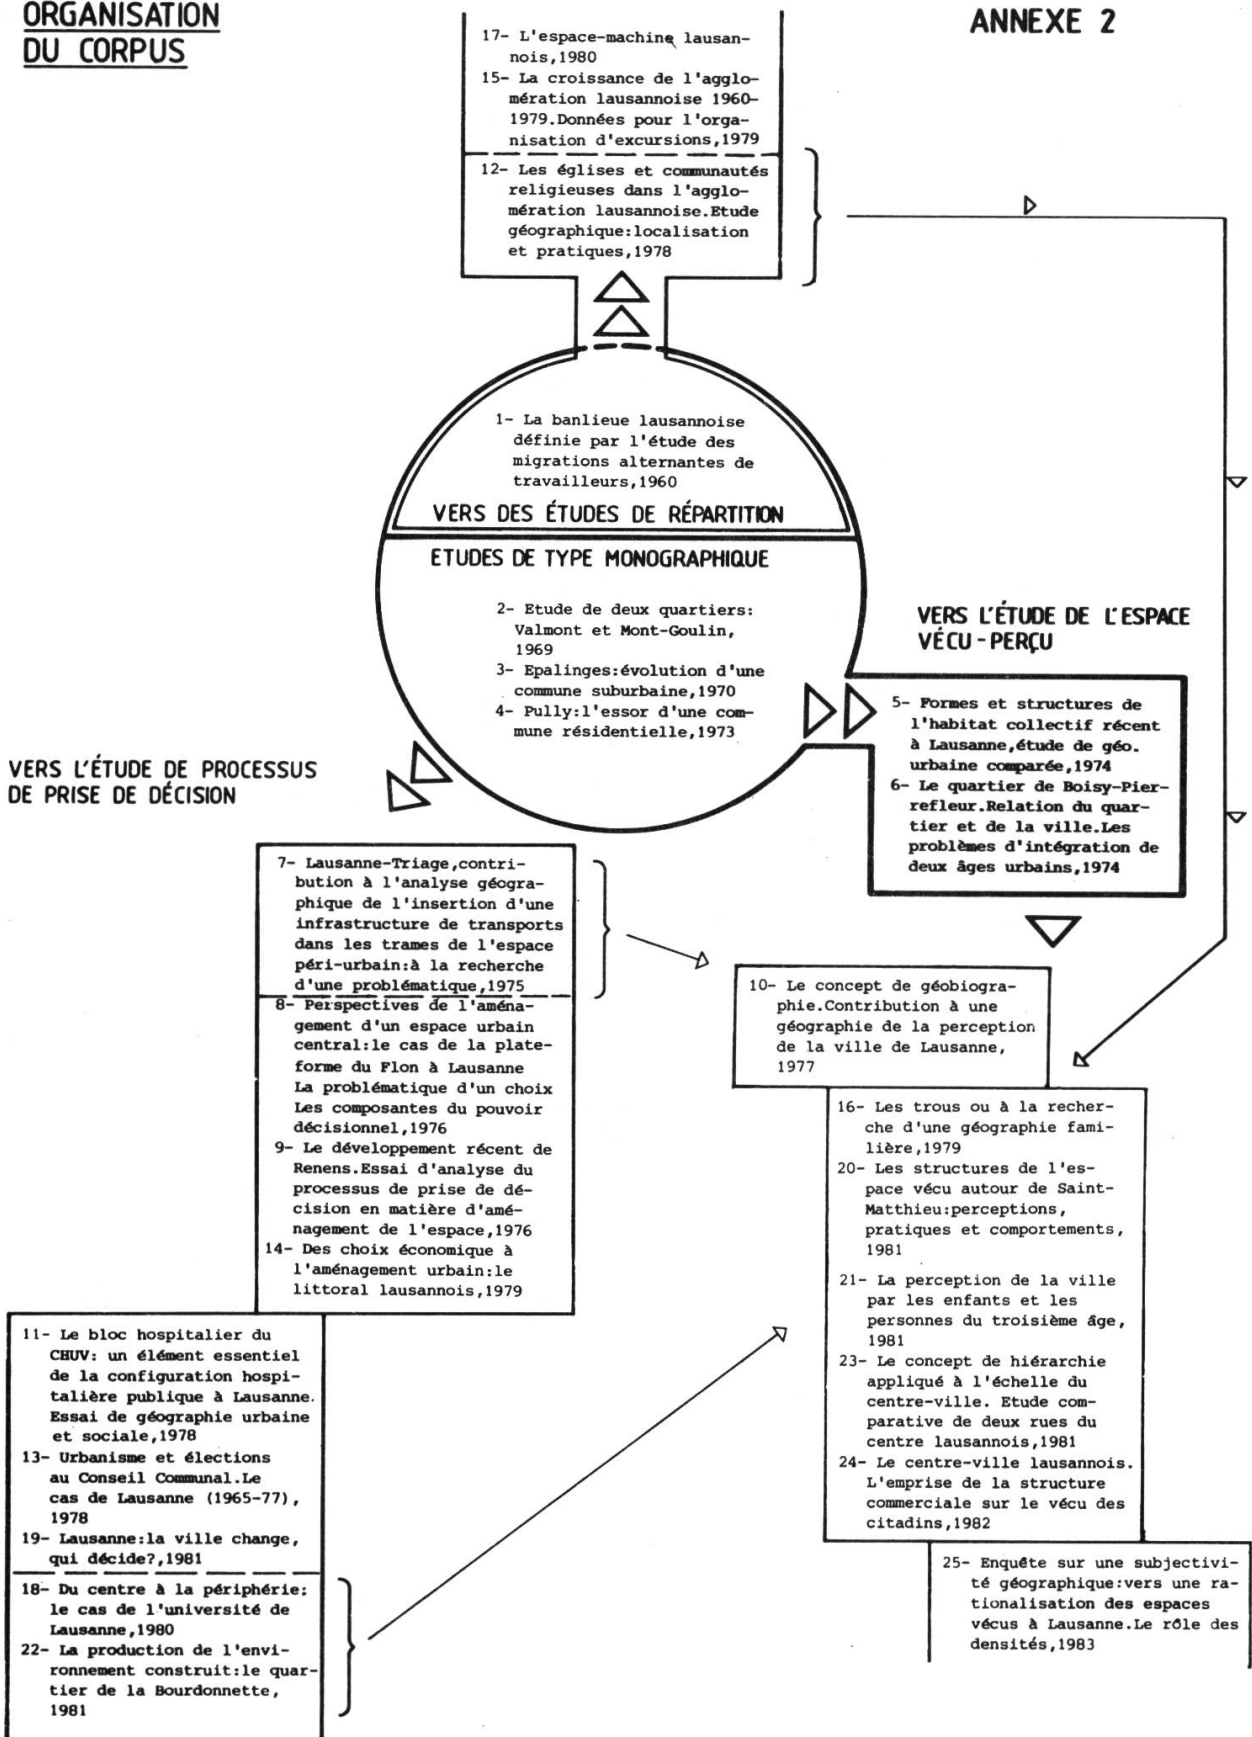 ORGANISATION
DU CORPUS
ANNEXE 2
17- L'espace-machine lausan-
nois,1980
15- La croissance de l'agglo-
mération lausannoise 1960-
1979.Données pour l'orga-
nisation d'excursions,1979
12- Les églises et communautés
religieuses dans l'agglo-
mération lausannoise.Etude
géographique:localisation
et pratiques,1978
1- La banlieue lausannoise
définie par l'étude des
migrations alternantes de
travailleurs,1960
VERS DES ÉTUDES DE RÉPARTITION
ETUDES DE TYPE MONOGRAPHIQUE
2- Etude de deux quartiers:
Valmont et Mont-Goulin,
1969
3- Epalinges:évolution d'une
commune suburbaine,1970
4- Pully:l'essor d'une com-
mune résidentielle,1973
VERS L'ÉTUDE DE L'ESPACE
VÉCU-PERÇU
5- Formes et structures de
l'habitat collectif récent
à Lausanne,étude de géo.
urbaine comparée,1974
6- Le quartier de Boisy-Pier-
refleur.Relation du quar-
tier et de la ville.Les
problèmes d'intégration de
deux âges urbains,1974
VERS L'ÉTUDE DE PROCESSUS
DE PRISE DE DÉCISION
7- Lausanne-Triage,contri-
bution à l'analyse géogra-
phique de l'insertion d'une
infrastructure de transports
dans les trames de l'espace
péri-urbain:à la recherche
d'une problématique,1975
8- Perspectives de l'aména-
gement d'un espace urbain
central:le cas de la plate-
forme du Flon à Lausanne
La problématique d'un choix
Les composantes du pouvoir
décisionnel,1976
9- Le développement récent de
Renens.Essai d'analyse du
processus de prise de dé-
cision en matière d'amé-
nagement de l'espace,1976
14- Des choix économique à
l'aménagement urbain:le
littoral lausannois,1979
11- Le bloc hospitalier du
CHUV: un élément essentiel
de la configuration hospi-
talière publique à Lausanne.
Essai de géographie urbaine
et sociale,1978
13- Urbanisme et élections
au Conseil Communal.Le
cas de Lausanne (1965-77),
1978
19- Lausanne:la ville change,
qui décide?,1981
18- Du centre à la périphérie;
le cas de l'université de
Lausanne,1980
22- La production de l'envi-
ronnement construit:le quar-
tier de la Bourdonnette,
1981
10- Le concept de géobiogra-
phie.Contribution à une
géographie de la perception
de la ville de Lausanne,
1977
16- Les trous ou à la recher-
che d'une géographie fami-
lière,1979
20- Les structures de l'es-
pace vécu autour de Saint-
Matthieu:perceptions,
pratiques et comportements,
1981
21- La perception de la ville
par les enfants et les
personnes du troisième âge,
1981
23- Le concept de hiérarchie
appliqué à l'échelle du
centre-ville. Etude com-
parative de deux rues du
centre lausannois,1981
24- Le centre-ville lausannois.
L'emprise de la structure
commerciale sur le vécu des
citadins,1982
25- Enquête sur une subjectivi-
té géographique:vers une ra-
tionalisation des espaces
vécus à Lausanne.Le rôle des
densités,1983